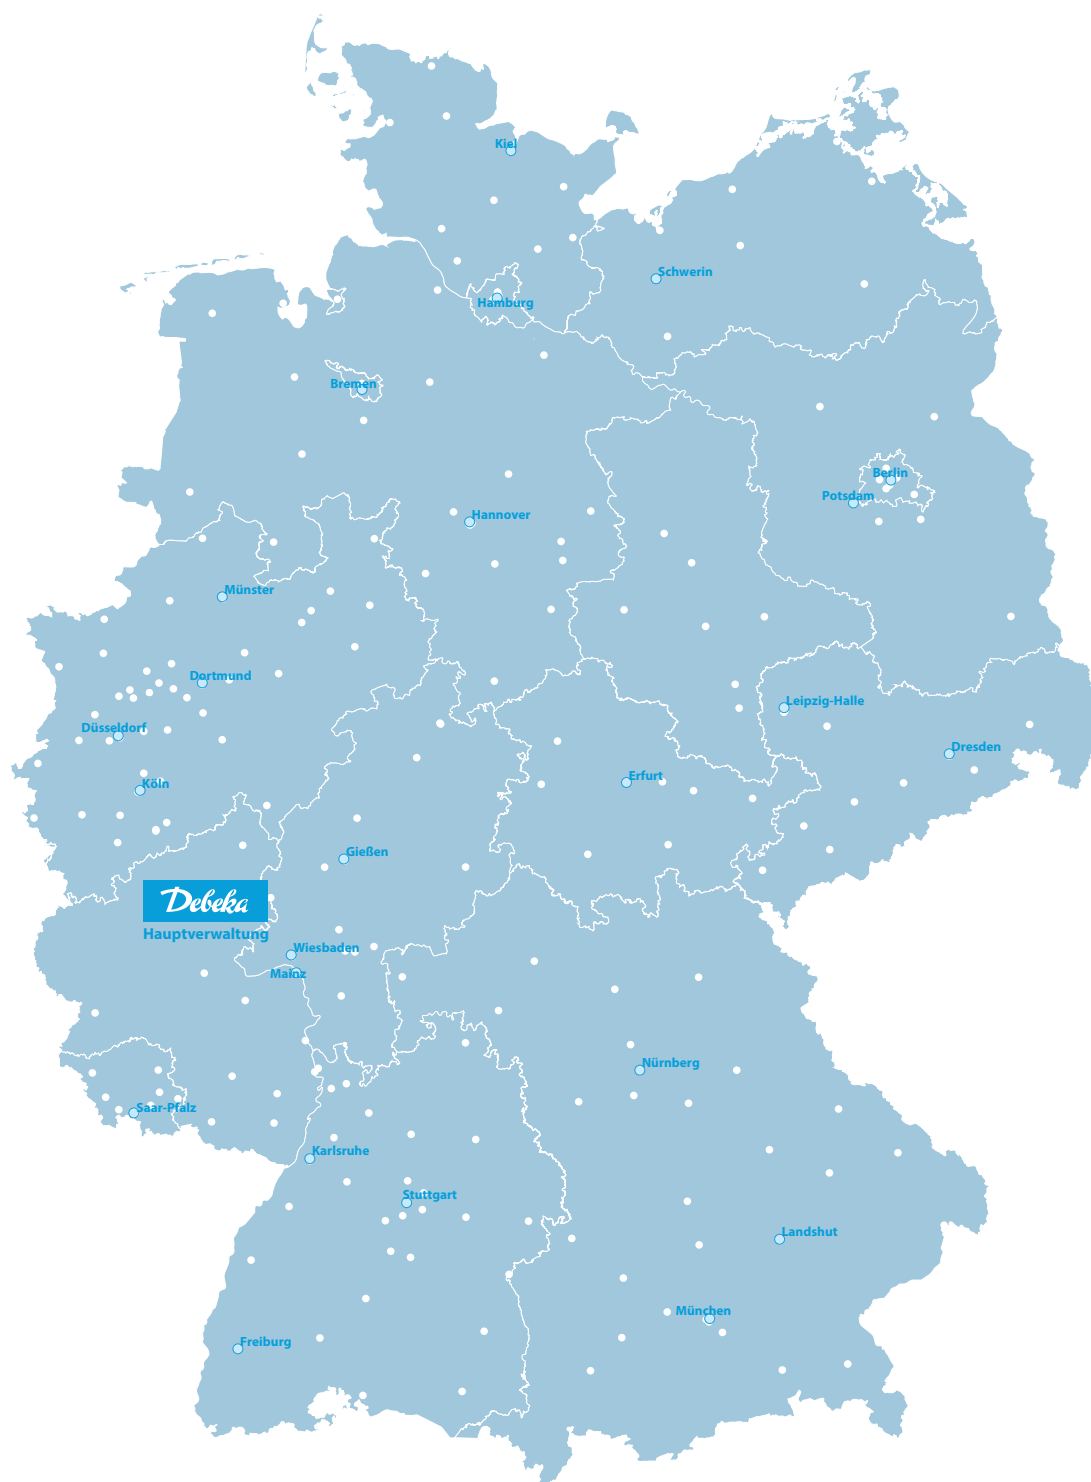 Kiel
Schwerin
Hamburg
Bremen
Berlin
Potsdam
Hannover
Münster
Dortmund
Leipzig-Halle
Düsseldorf
Dresden
Erfurt
Köln
Gießen
Debeka
Hauptverwaltung
Wiesbaden
Mainz
Nürnberg
Saar-Pfalz
Karlsruhe
Stuttgart
Landshut
München
Freiburg